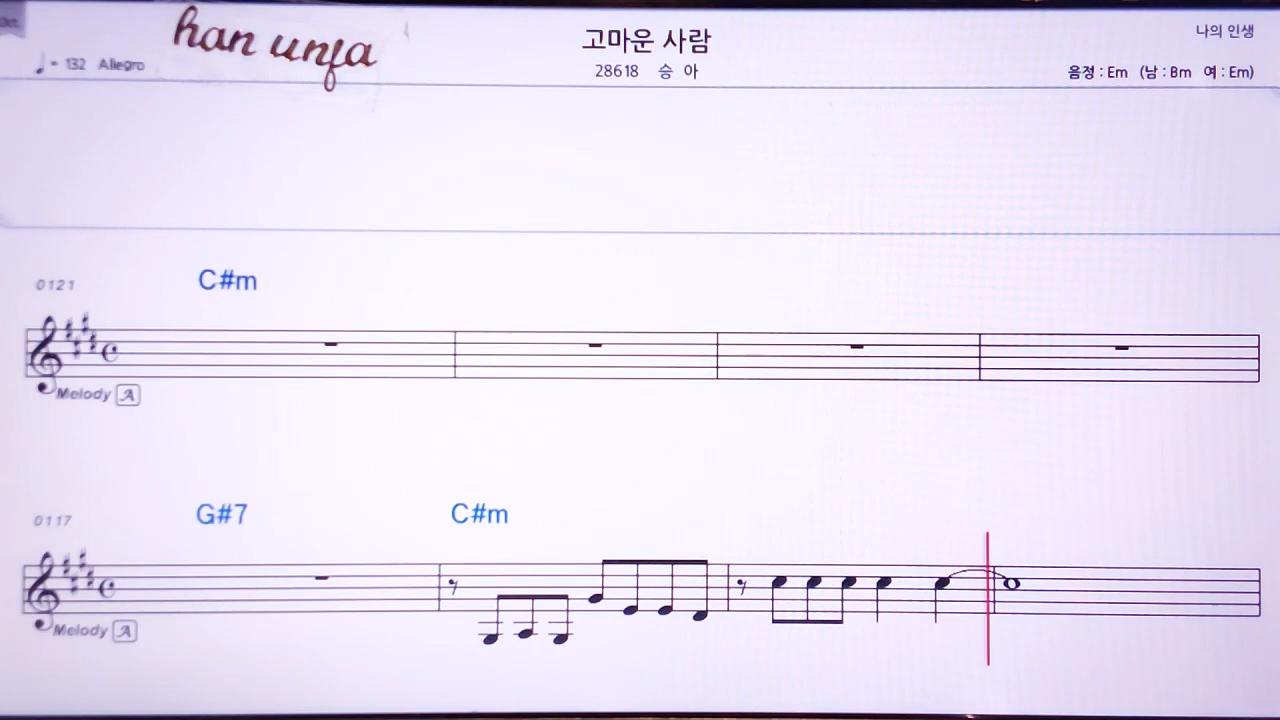 han unfa
고마운 사람
나의 인생
= 132 Allegro
28618 승 아
음정 : Em (남 : Bm 여 : Em)
0121
C#m
Melody A
0117
G#7
C#m
Melody A